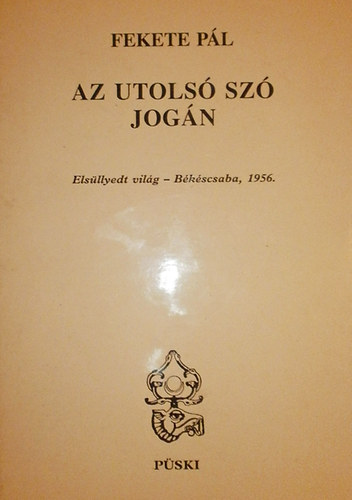 FEKETE PÁL
AZ UTOLSÓ SZÓ
JOGÁN
Elsüllyedt világ – Békéscsaba, 1956.
PÜSKI